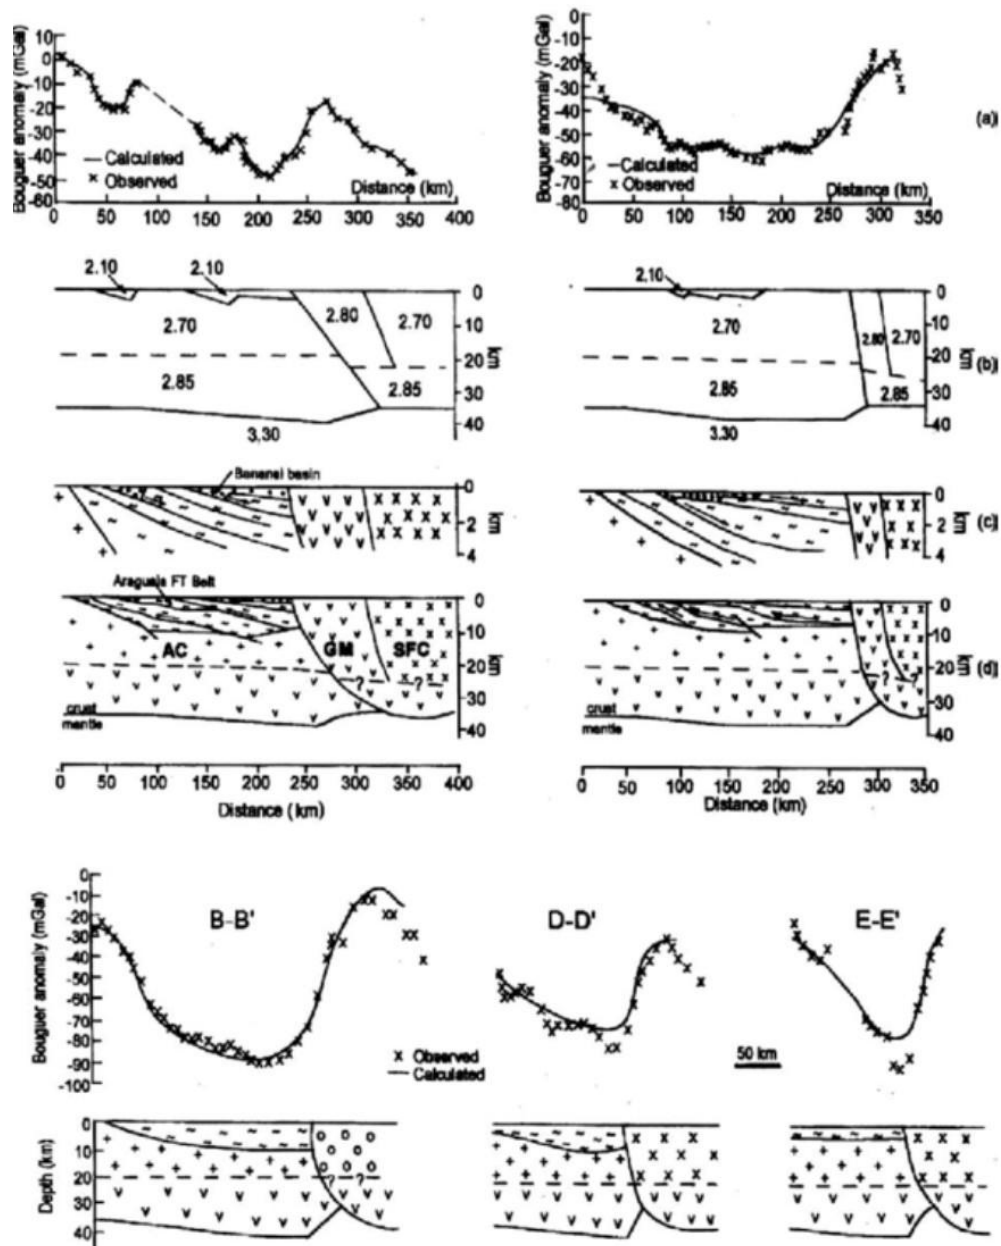 10
0
-10
-20
-30
-40
-50
-60
Bouguer anomaly (mGal)
— Calculated
x Observed
Distance (km)
0 50 100 150 200 250 300 350 400
0
-10
-20
-30
-40
-50
-60
-70
-80
Bouguer anomaly (mGal)
Calculated
x Observed
Distance (km)
0 50 100 150 200 250 300 350
(a)
2.10
2.10
2.80
2.70
2.70
2.85
2.85
3,30
0
10
20
30
40
km
2.10
2.70
2.80
2.70
2.85
2.85
3.30
0
10
20
30
40
km
(b)
Bananal basin
0
2
4
km
0
2
4
km
(c)
Araguaia FT Belt
AC
GM
SFC
?
?
crust
mantle
0
10
20
30
40
km
?
?
crust
mantle
0
10
20
30
40
km
(d)
0 50 100 150 200 250 300 350 400
Distance (km)
0 50 100 150 200 250 300 350
Distance (km)
0
-10
-20
-30
-40
-50
-60
-70
-80
-90
-100
Bouguer anomaly (mGal)
B-B'
D-D'
E-E'
x Observed
— Calculated
50 km
0
10
20
30
40
Depth (km)
? ?